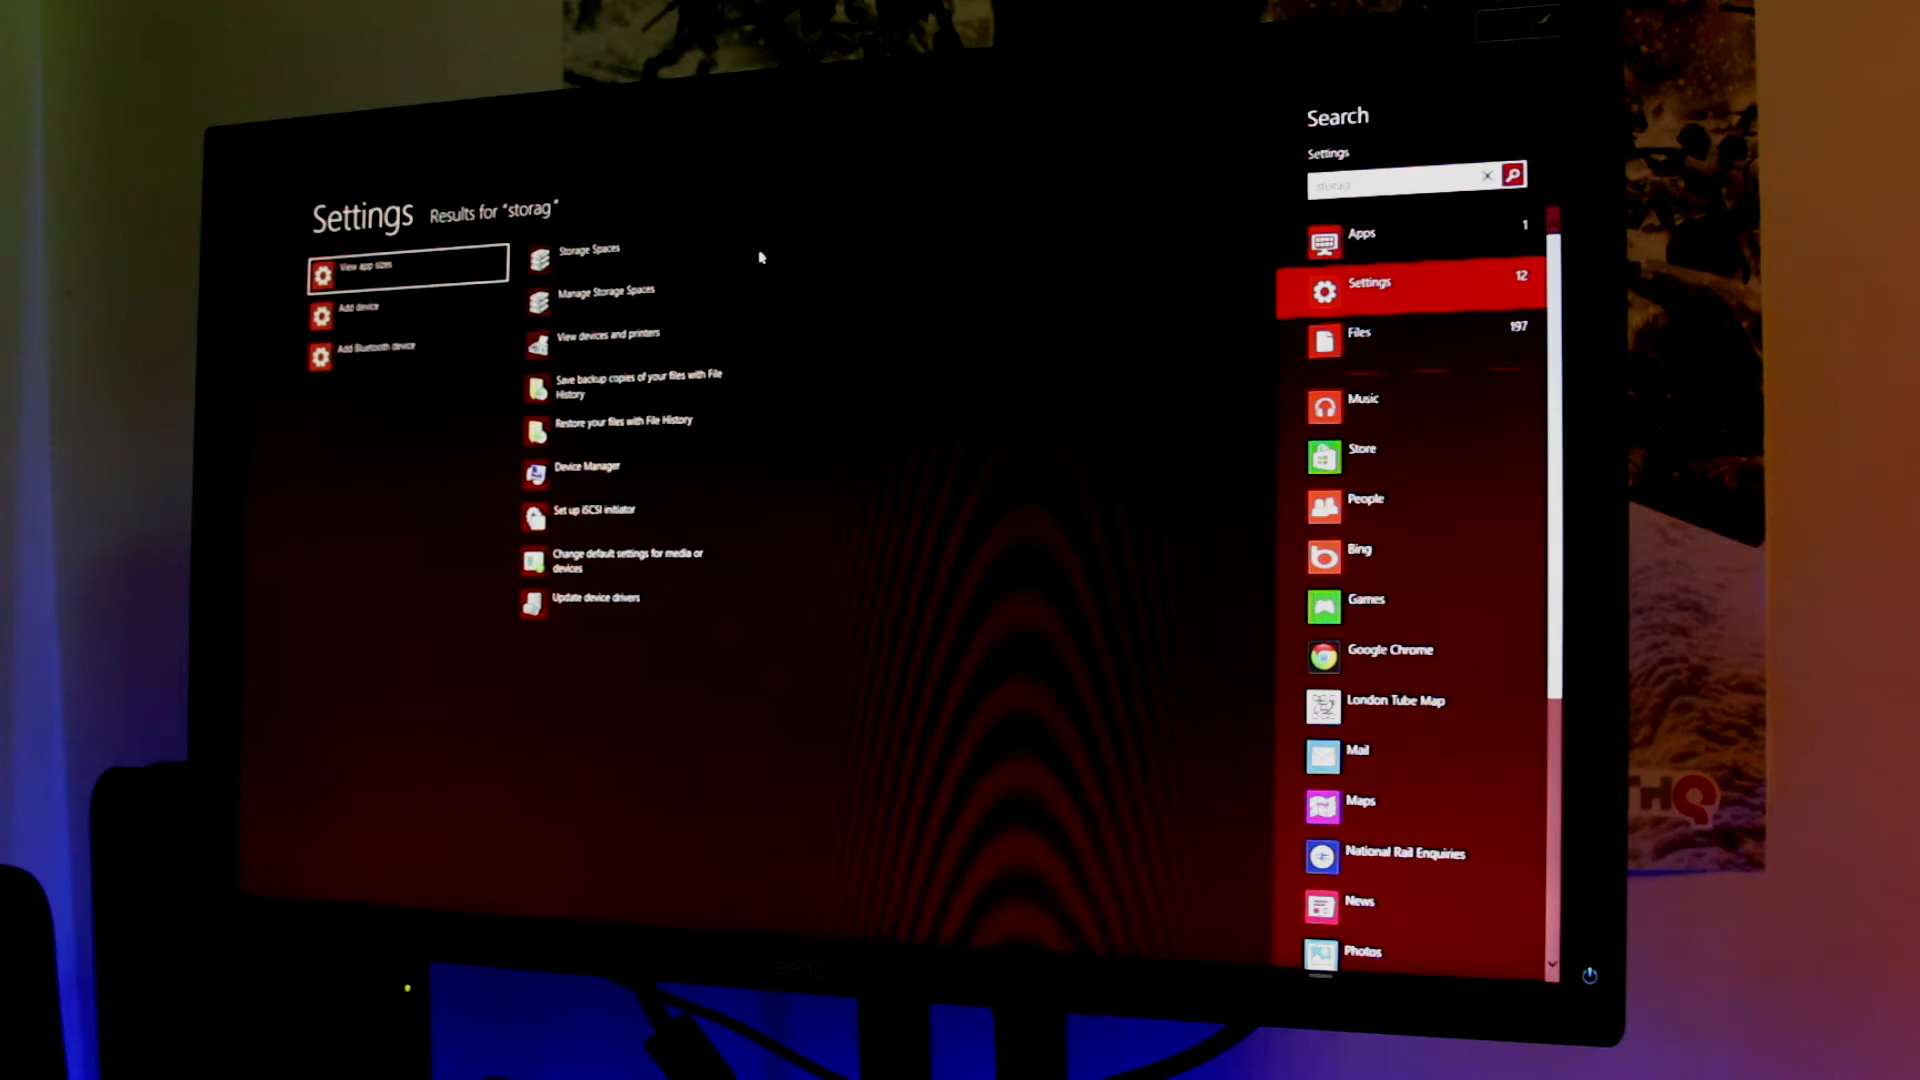 Settings Results for "storag"
View app sizes
Add device
Add Bluetooth device
Storage Spaces
Manage Storage Spaces
View devices and printers
Save backup copies of your files with File
History
Restore your files with File History
Device Manager
Set up iSCSI initiator
Change default settings for media or
devices
Update device drivers
Search
Settings
storag
Apps 1
Settings 12
Files 197
Music
Store
People
Bing
Games
Google Chrome
London Tube Map
Mail
Maps
National Rail Enquiries
News
Photos
BenQ
THQ